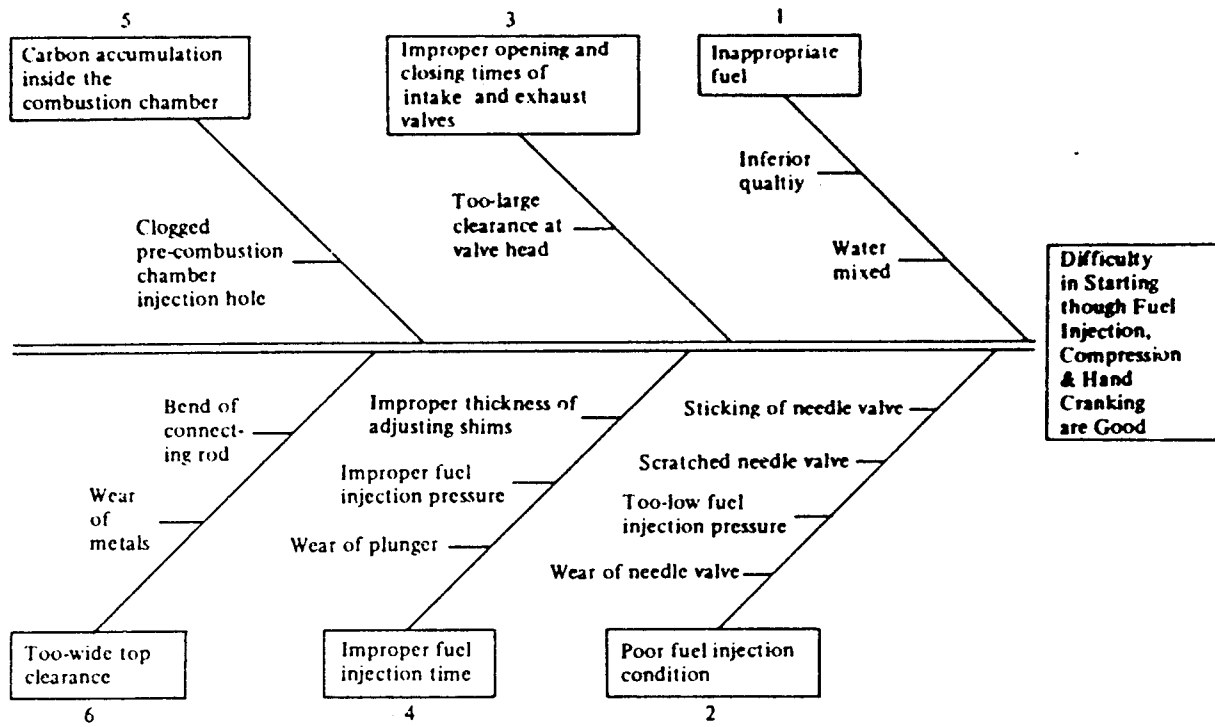 5
Carbon accumulation
inside the
combustion chamber
3
Improper opening and
closing times of
intake and exhaust
valves
1
Inappropriate
fuel
Inferior
qualtiy
Water
mixed
Too-large
clearance at
valve head
Clogged
pre-combustion
chamber
injection hole
Difficulty
in Starting
though Fuel
Injection,
Compression
& Hand
Cranking
are Good
Bend of
connect-
ing rod
Wear
of
metals
Improper thickness of
adjusting shims
Improper fuel
injection pressure
Wear of plunger
Sticking of needle valve
Scratched needle valve
Too-low fuel
injection pressure
Wear of needle valve
Too-wide top
clearance
6
Improper fuel
injection time
4
Poor fuel injection
condition
2